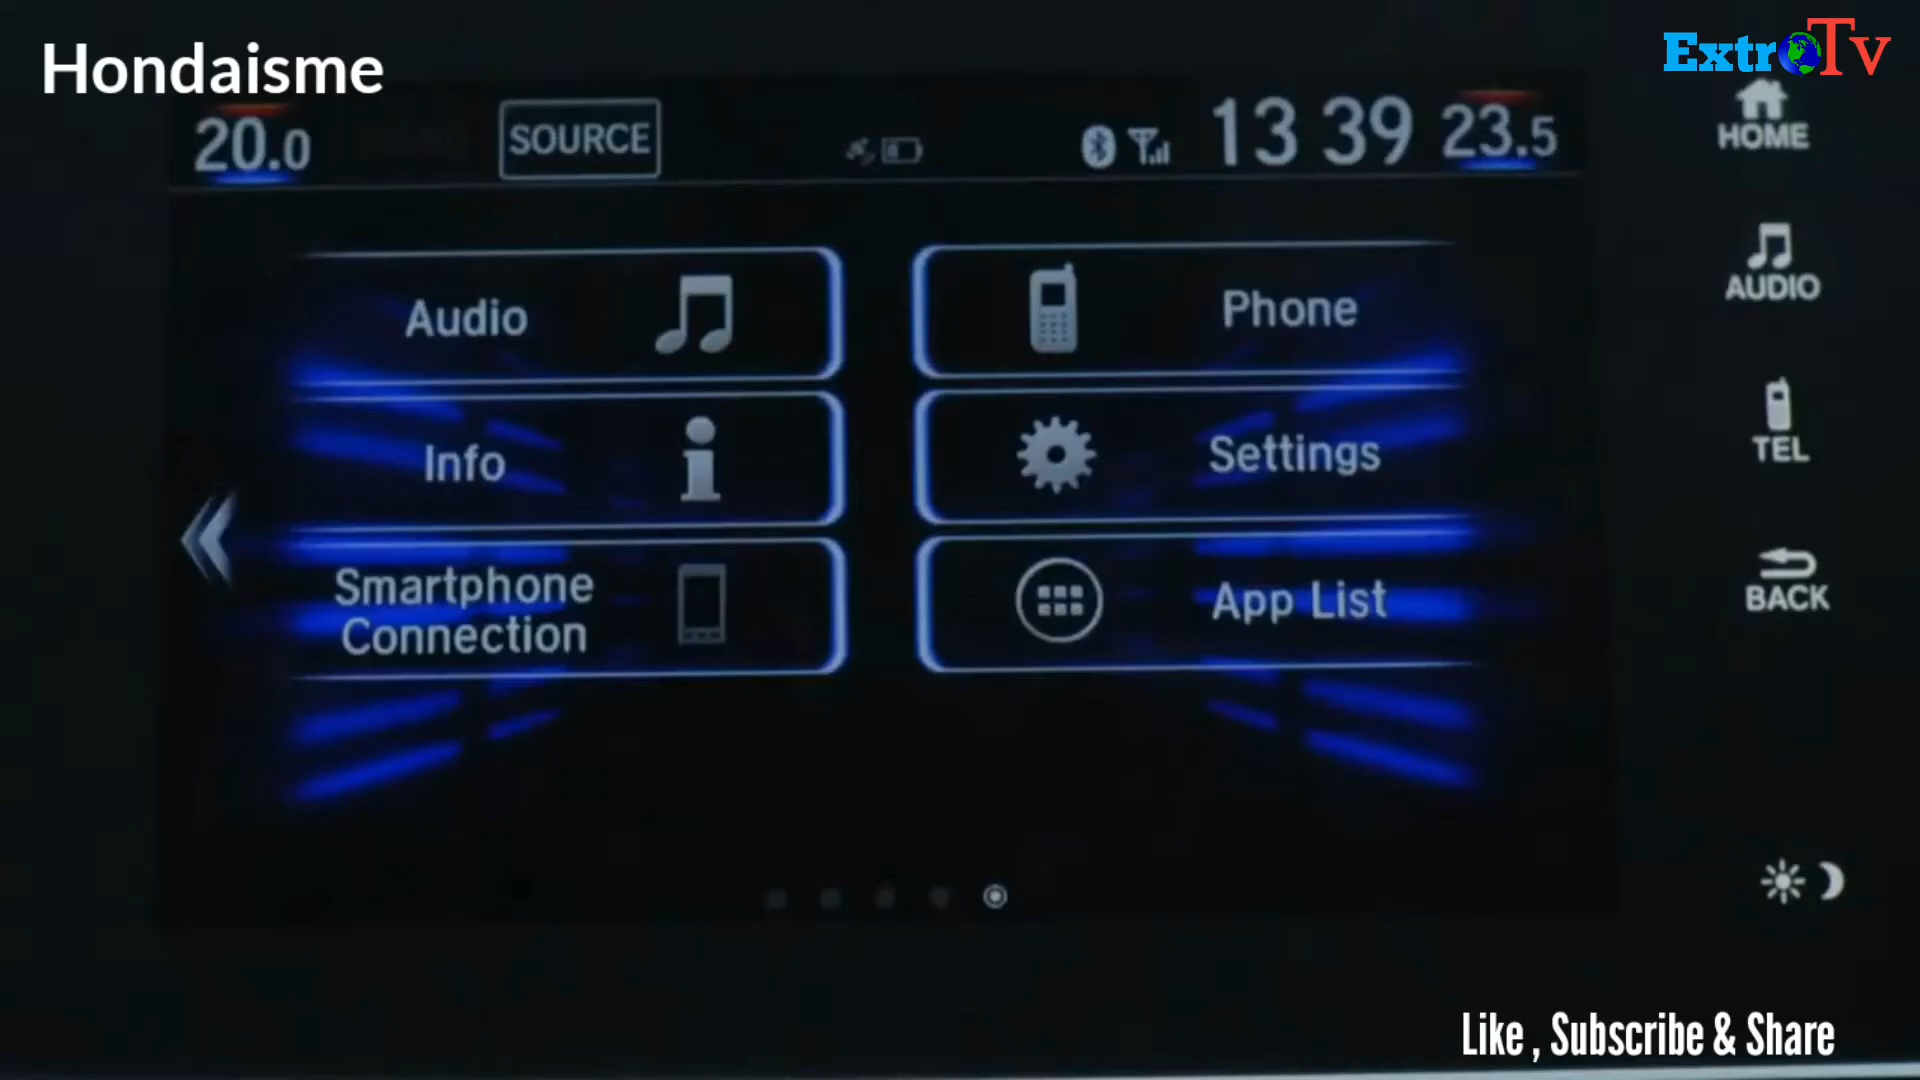 Hondaisme
ExtroTv
20.0
SOURCE
13 39
23.5
HOME
AUDIO
TEL
BACK
Audio
Phone
Info
Settings
Smartphone
Connection
App List
Like , Subscribe & Share